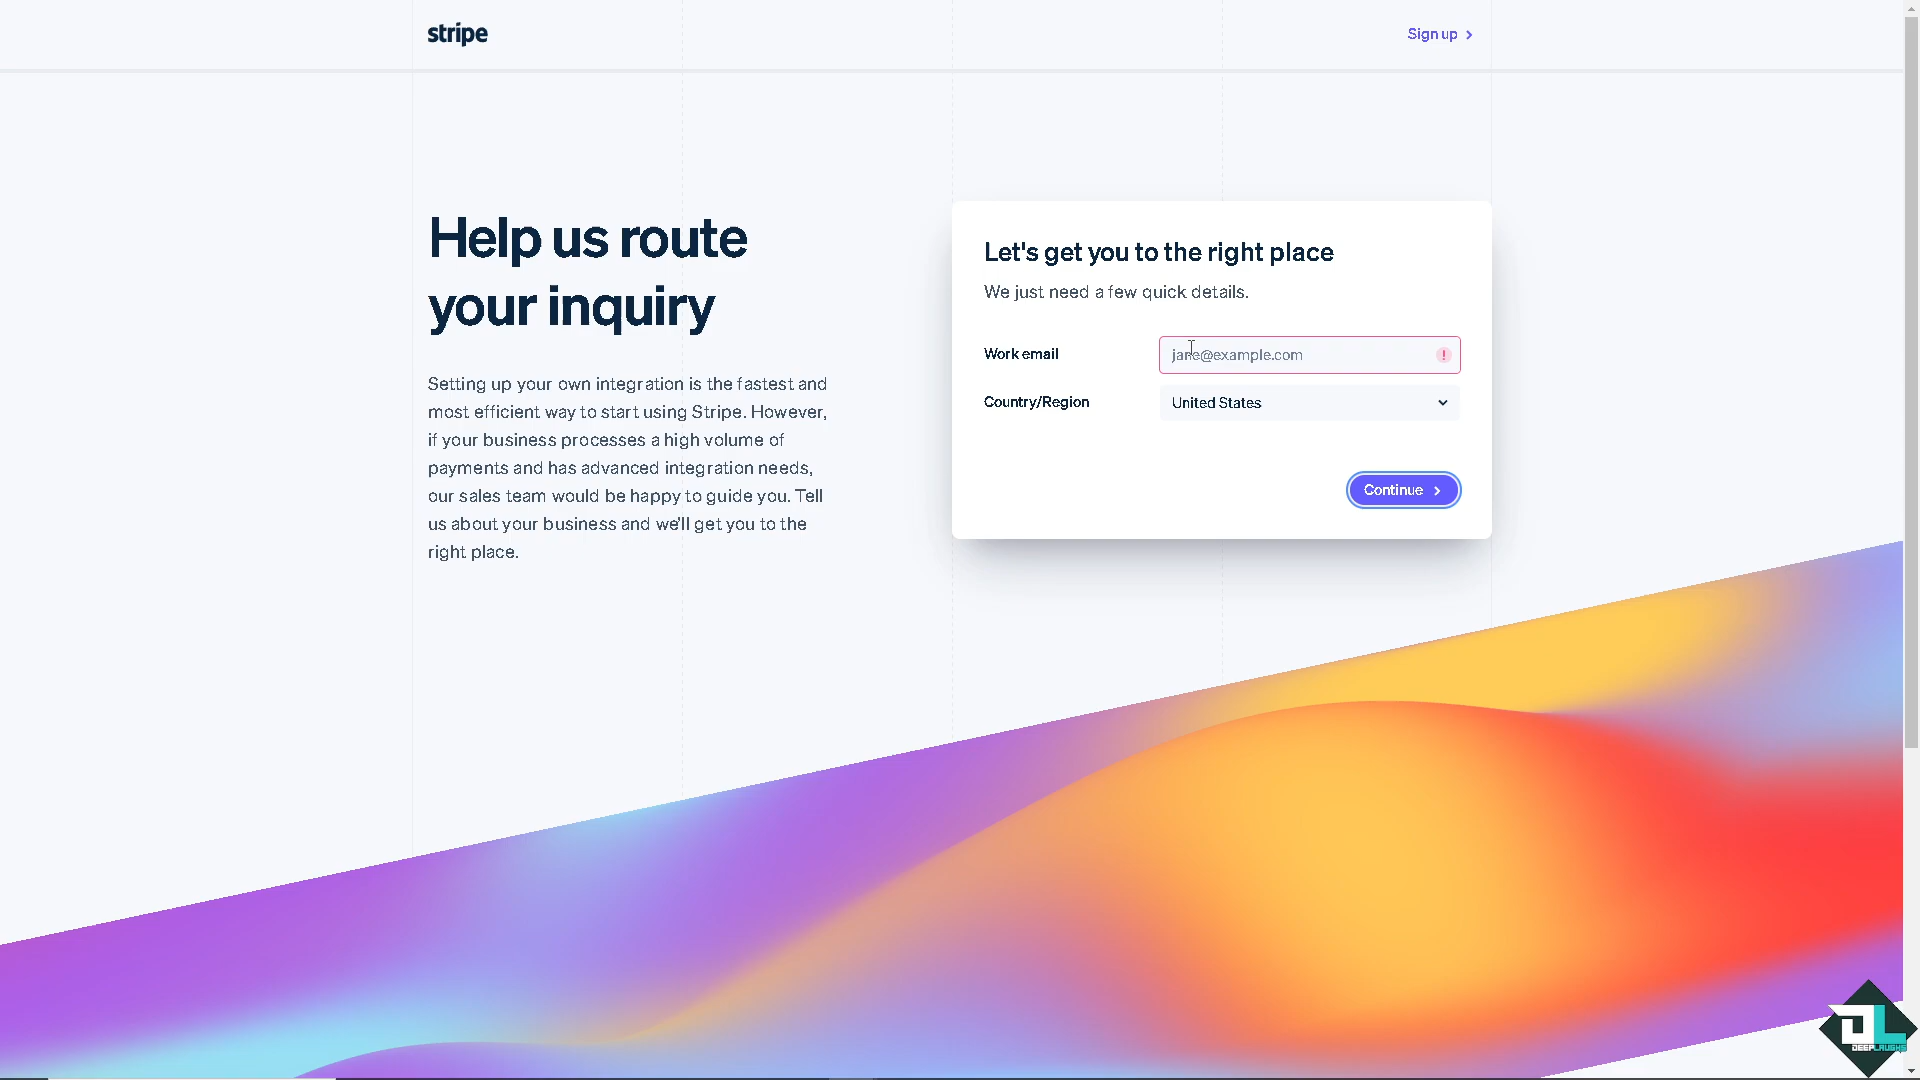 stripe
Sign up
Help us route
your inquiry
Setting up your own integration is the fastest and
most efficient way to start using Stripe. However,
if your business processes a high volume of
payments and has advanced integration needs,
our sales team would be happy to guide you. Tell
us about your business and we'll get you to the
right place.
Let's get you to the right place
We just need a few quick details.
Work email
jane@example.com
!
Country/Region
United States
Continue
DL
DEEPLAUGHS